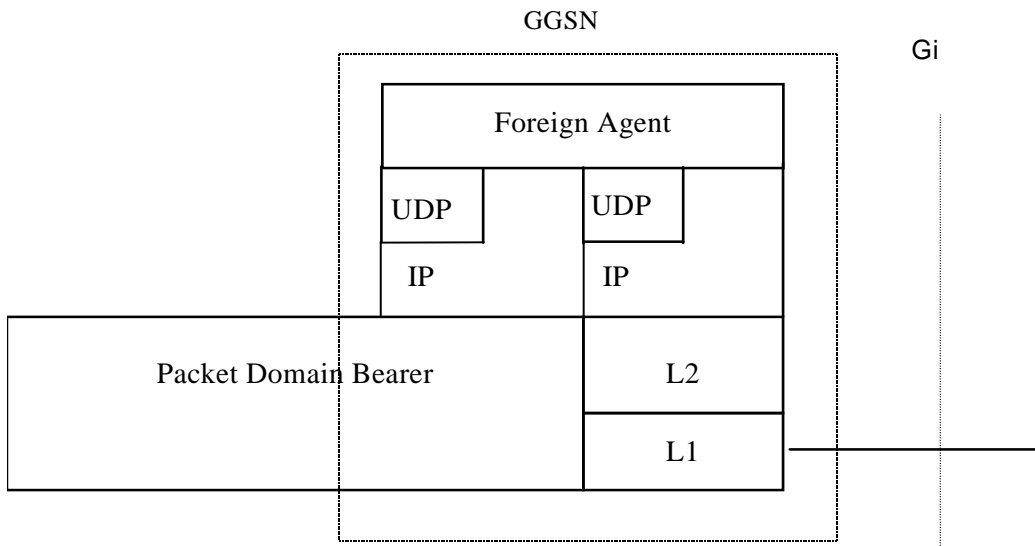 GGSN
Gi
Foreign Agent
UDP
UDP
IP
IP
Packet Domain Bearer
L2
L1